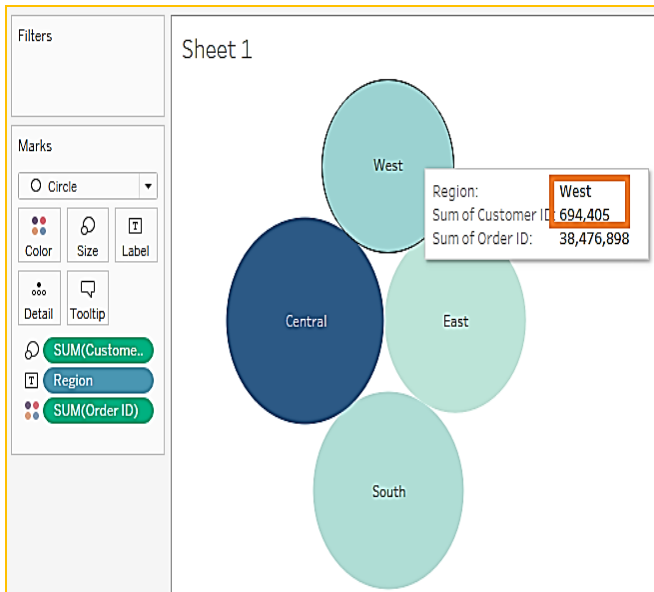 Filters
Marks
Circle
Color Size Label
Detail Tooltip
SUM(Custome..
Region
SUM(Order ID)
Sheet 1
West
Region: West
Sum of Customer ID: 694,405
Sum of Order ID: 38,476,898
Central
East
South